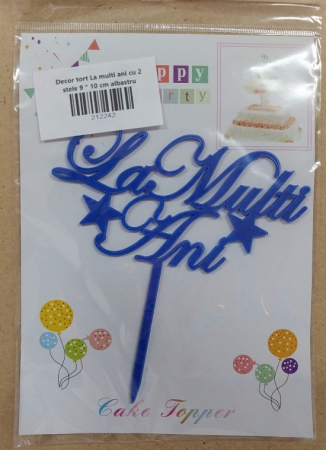 Decor tort La multi ani cu 2
stele 9 * 10 cm albastru
212242
ppy
rty
La Multi
Ani
Cake Topper